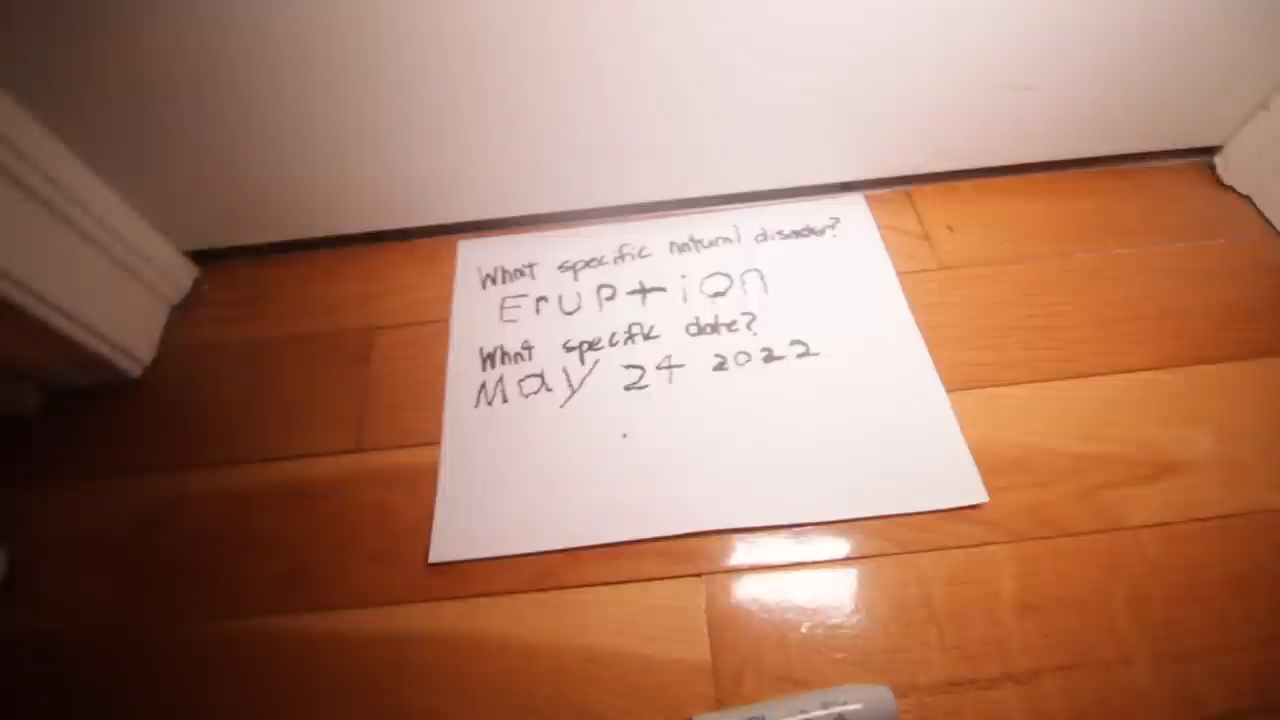 What specific natural disaster?
Eruption
What specific date?
May 24 2022